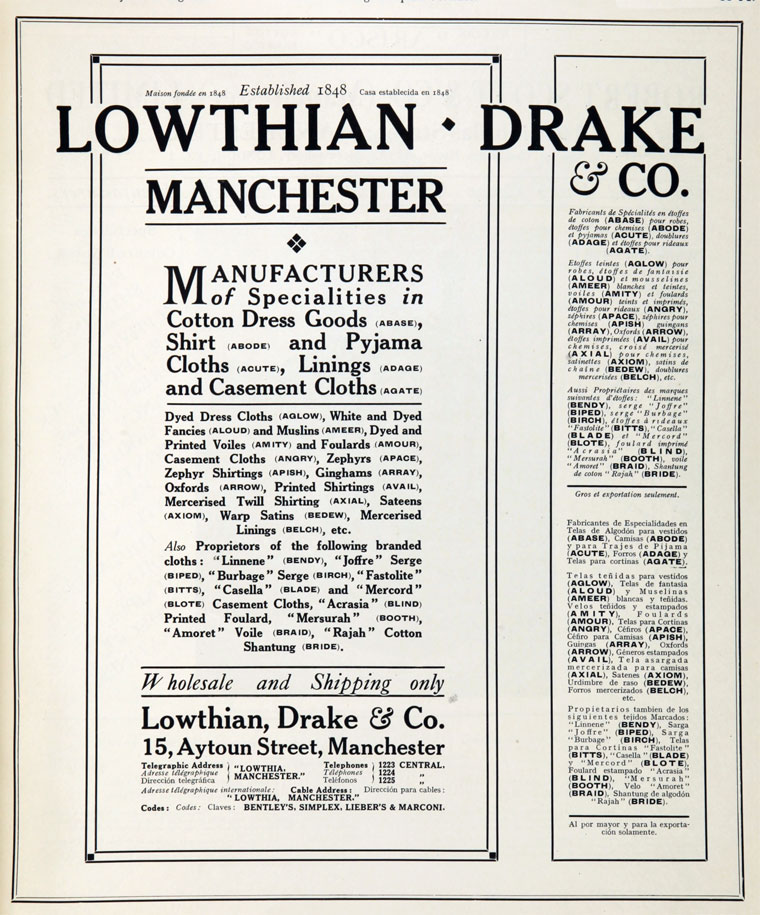 Maison fondée en 1848 Established 1848 Casa establecida en 1848
LOWTHIAN · DRAKE
& CO.
MANCHESTER
MANUFACTURERS
of Specialities in
Cotton Dress Goods (ABASE),
Shirt (ABODE) and Pyjama
Cloths (ACUTE), Linings (ADAGE)
and Casement Cloths (AGATE)
Dyed Dress Cloths (AGLOW), White and Dyed
Fancies (ALOUD) and Muslins (AMEER), Dyed and
Printed Voiles (AMITY) and Foulards (AMOUR),
Casement Cloths (ANGRY), Zephyrs (APACE),
Zephyr Shirtings (APISH), Ginghams (ARRAY),
Oxfords (ARROW), Printed Shirtings (AVAIL),
Mercerised Twill Shirting (AXIAL), Sateens
(AXIOM), Warp Satins (BEDEW), Mercerised
Linings (BELCH), etc.
Also Proprietors of the following branded
cloths: "Linnene" (BENDY), "Joffre" Serge
(BIPED), "Burbage" Serge (BIRCH), "Fastolite"
(BITTS), "Casella" (BLADE) and "Mercord"
(BLOTE) Casement Cloths, "Acrasia" (BLIND)
Printed Foulard, "Mersurah" (BOOTH),
"Amoret" Voile (BRAID), "Rajah" Cotton
Shantung (BRIDE).
Wholesale and Shipping only
Lowthian, Drake & Co.
15, Aytoun Street, Manchester
Telegraphic Address } "LOWTHIA, Telephones } 1223 CENTRAL.
Adresse télégraphique } MANCHESTER." Téléphones } 1224 "
Dirección telegráfica } Teléfonos } 1225 "
Adresse télégraphique internationale: Cable Address: Dirección para cables:
"LOWTHIA, MANCHESTER."
Codes: Codes: Claves: BENTLEY'S, SIMPLEX, LIEBER'S & MARCONI.
Fabricants de Spécialités en étoffes
de coton (ABASE) pour robes,
étoffes pour chemises (ABODE)
et pyjamas (ACUTE), doublures
(ADAGE) et étoffes pour rideaux
(AGATE).
Etoffes teintes (AGLOW) pour
robes, étoffes de fantaisie
(ALOUD) et mousselines
(AMEER) blanches et teintes,
voiles (AMITY) et foulards
(AMOUR) teints et imprimés,
étoffes pour rideaux (ANGRY),
zéphires (APACE), zéphires pour
chemises (APISH) guingans
(ARRAY), Oxfords (ARROW),
étoffes imprimées (AVAIL) pour
chemises, croisé mercerisé
(AXIAL) pour chemises,
satinettes (AXIOM), satins de
chaîne (BEDEW), doublures
mercerisées (BELCH), etc.
Aussi Propriétaires des marques
suivantes d'étoffes: "Linnene"
(BENDY), serge "Joffre"
(BIPED), serge "Burbage"
(BIRCH), étoffes à rideaux
"Fastolite" (BITTS), "Casella"
(BLADE) et "Mercord"
(BLOTE), foulard imprimé
"Acrasia" (BLIND),
"Mersurah" (BOOTH), voile
"Amoret" (BRAID), Shantung
de coton "Rajah" (BRIDE).
Gros et exportation seulement.
Fabricantes de Especialidades en
Telas de Algodón para vestidos
(ABASE), Camisas (ABODE)
y para Trajes de Pijama
(ACUTE), Forros (ADAGE) y
Telas para cortinas (AGATE).
Telas teñidas para vestidos
(AGLOW), Telas de fantasia
(ALOUD) y Muselinas
(AMEER) blancas y teñidas.
Velos teñidos y estampados
(AMITY), Foulards
(AMOUR), Telas para Cortinas
(ANGRY), Céfiros (APACE),
Céfiro para Camisas (APISH),
Guingas (ARRAY), Oxfords
(ARROW), Géneros estampados
(AVAIL), Tela asargada
mercerizada para camisas
(AXIAL), Satenes (AXIOM),
Urdimbre de raso (BEDEW),
Forros mercerizados (BELCH),
etc.
Propietarios tambien de los
siguientes tejidos Marcados:
"Linnene" (BENDY), Sarga
"Joffre" (BIPED), Sarga
"Burbage" (BIRCH), Telas
para Cortinas "Fastolite"
(BITTS), "Casella" (BLADE)
y "Mercord" (BLOTE),
Foulard estampado "Acrasia"
(BLIND), "Mersurah"
(BOOTH), Velo "Amoret"
(BRAID), Shantung de algodón
"Rajah" (BRIDE).
Al por mayor y para la exporta-
ción solamente.